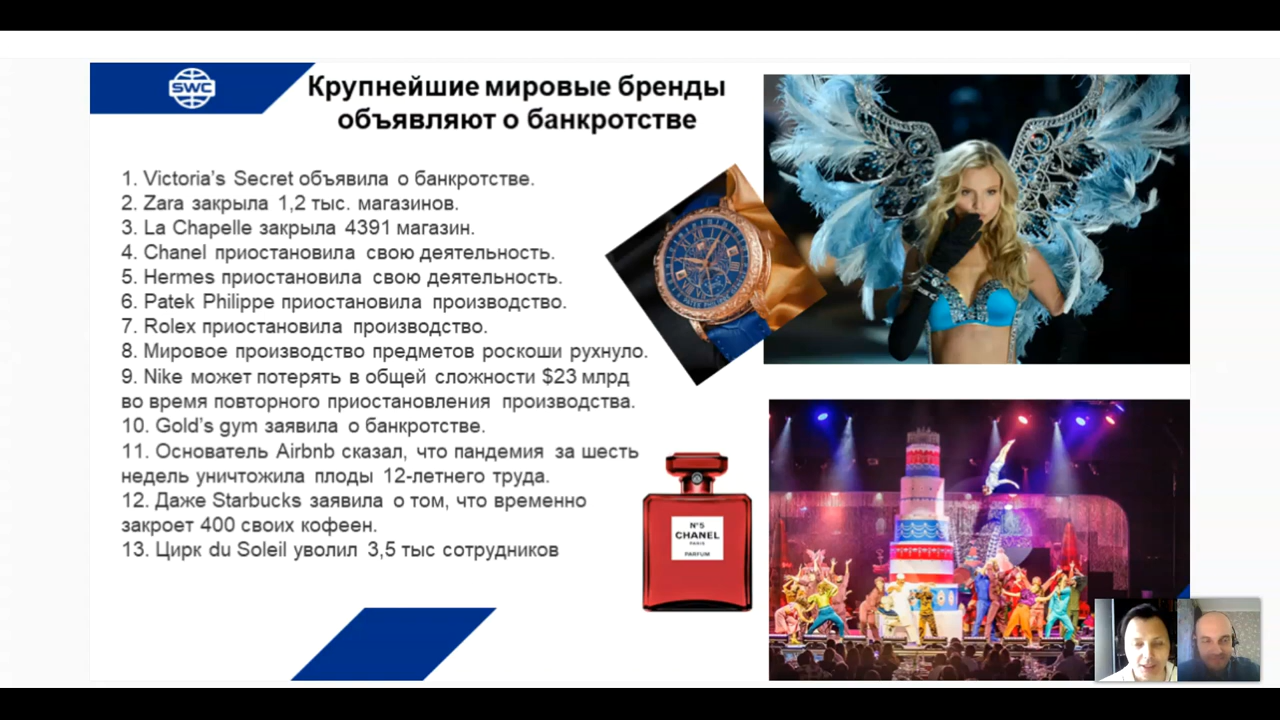 SWC
Крупнейшие мировые бренды
объявляют о банкротстве
1. Victoria’s Secret объявила о банкротстве.
2. Zara закрыла 1,2 тыс. магазинов.
3. La Chapelle закрыла 4391 магазин.
4. Chanel приостановила свою деятельность.
5. Hermes приостановила свою деятельность.
6. Patek Philippe приостановила производство.
7. Rolex приостановила производство.
8. Мировое производство предметов роскоши рухнуло.
9. Nike может потерять в общей сложности $23 млрд
во время повторного приостановления производства.
10. Gold’s gym заявила о банкротстве.
11. Основатель Airbnb сказал, что пандемия за шесть
недель уничтожила плоды 12-летнего труда.
12. Даже Starbucks заявила о том, что временно
закроет 400 своих кофеен.
13. Цирк du Soleil уволил 3,5 тыс сотрудников
N°5
CHANEL
PARIS
PARFUM